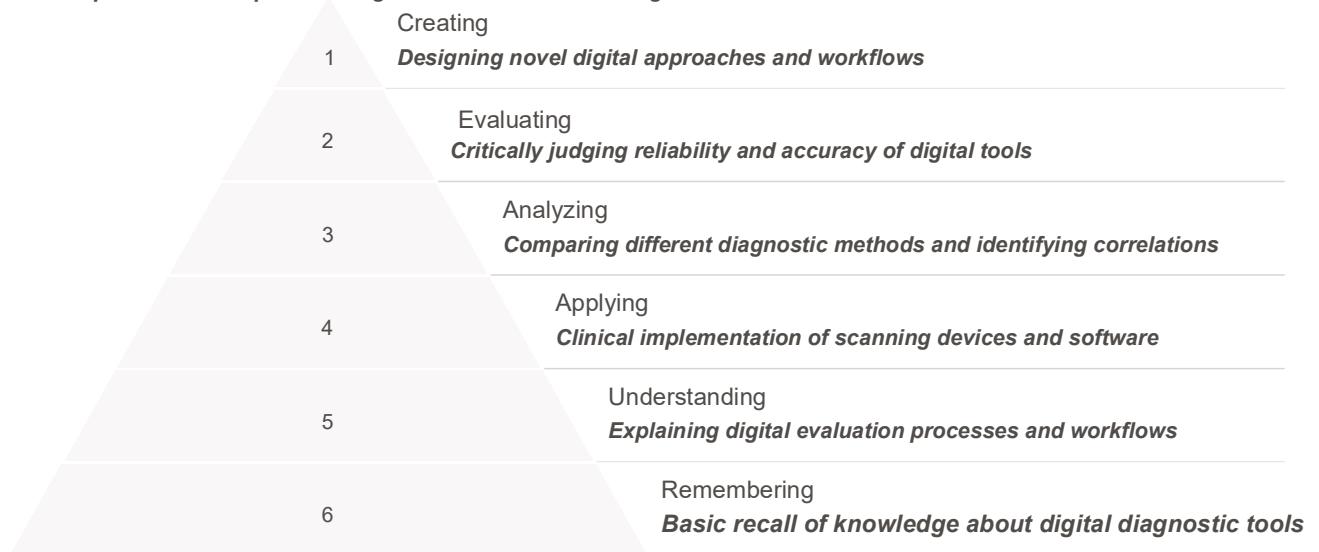 Creating
1
Designing novel digital approaches and workflows
Evaluating
2
Critically judging reliability and accuracy of digital tools
Analyzing
3
Comparing different diagnostic methods and identifying correlations
Applying
4
Clinical implementation of scanning devices and software
Understanding
5
Explaining digital evaluation processes and workflows
Remembering
6
Basic recall of knowledge about digital diagnostic tools